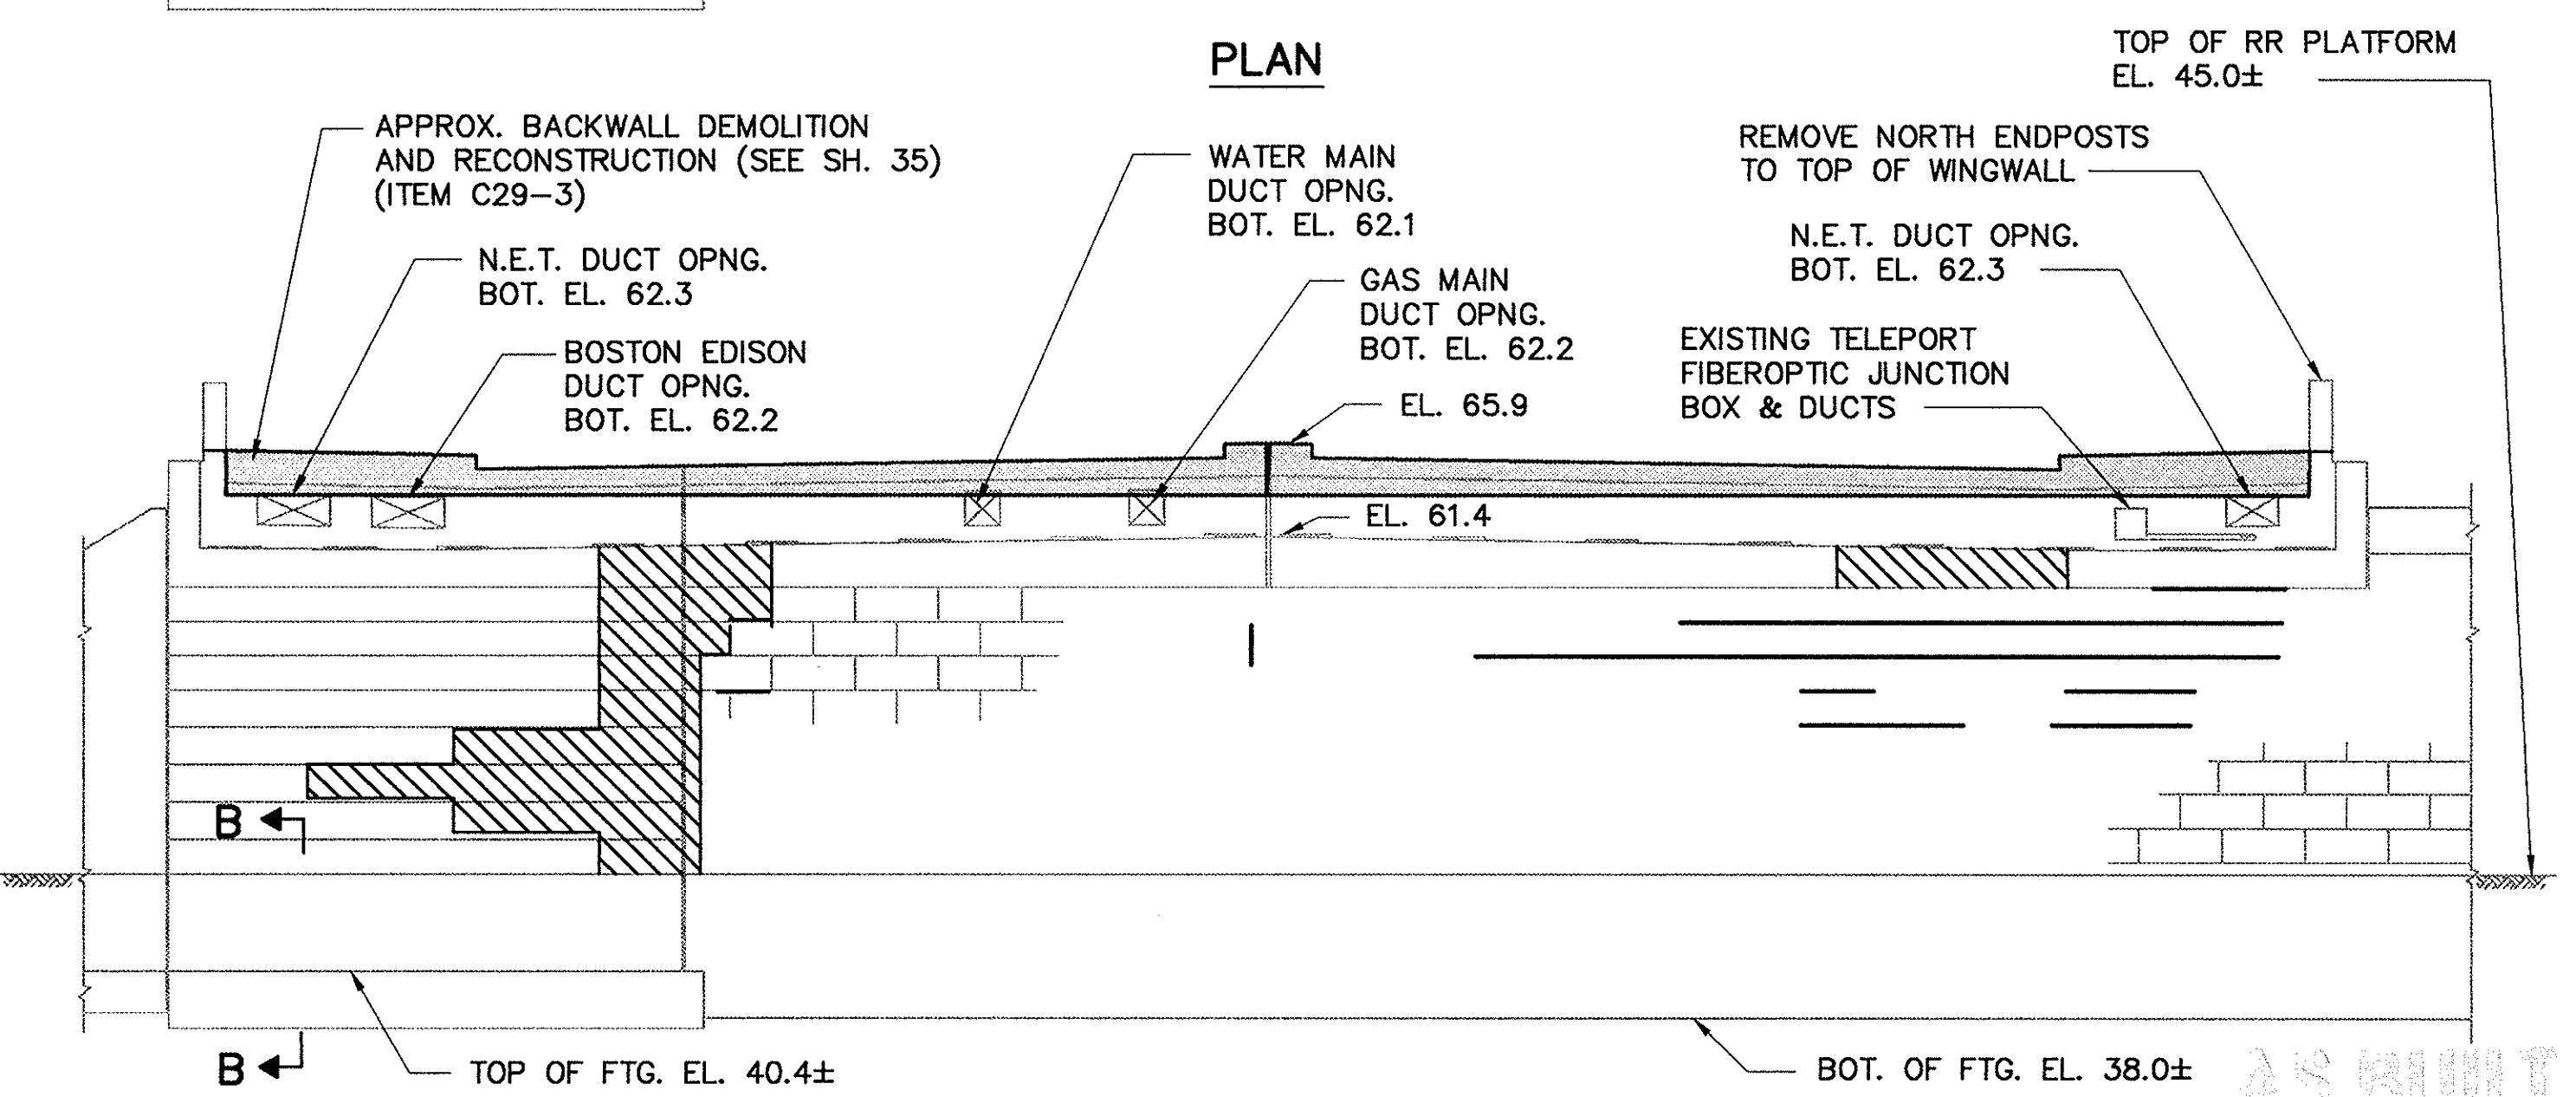 PLAN
TOP OF RR PLATFORM
EL. 45.0±
APPROX. BACKWALL DEMOLITION
AND RECONSTRUCTION (SEE SH. 35)
(ITEM C29-3)
WATER MAIN
DUCT OPNG.
BOT. EL. 62.1
REMOVE NORTH ENDPOSTS
TO TOP OF WINGWALL
N.E.T. DUCT OPNG.
BOT. EL. 62.3
GAS MAIN
DUCT OPNG.
BOT. EL. 62.2
N.E.T. DUCT OPNG.
BOT. EL. 62.3
BOSTON EDISON
DUCT OPNG.
BOT. EL. 62.2
EL. 65.9
EXISTING TELEPORT
FIBEROPTIC JUNCTION
BOX & DUCTS
EL. 61.4
B
B
TOP OF FTG. EL. 40.4±
BOT. OF FTG. EL. 38.0±